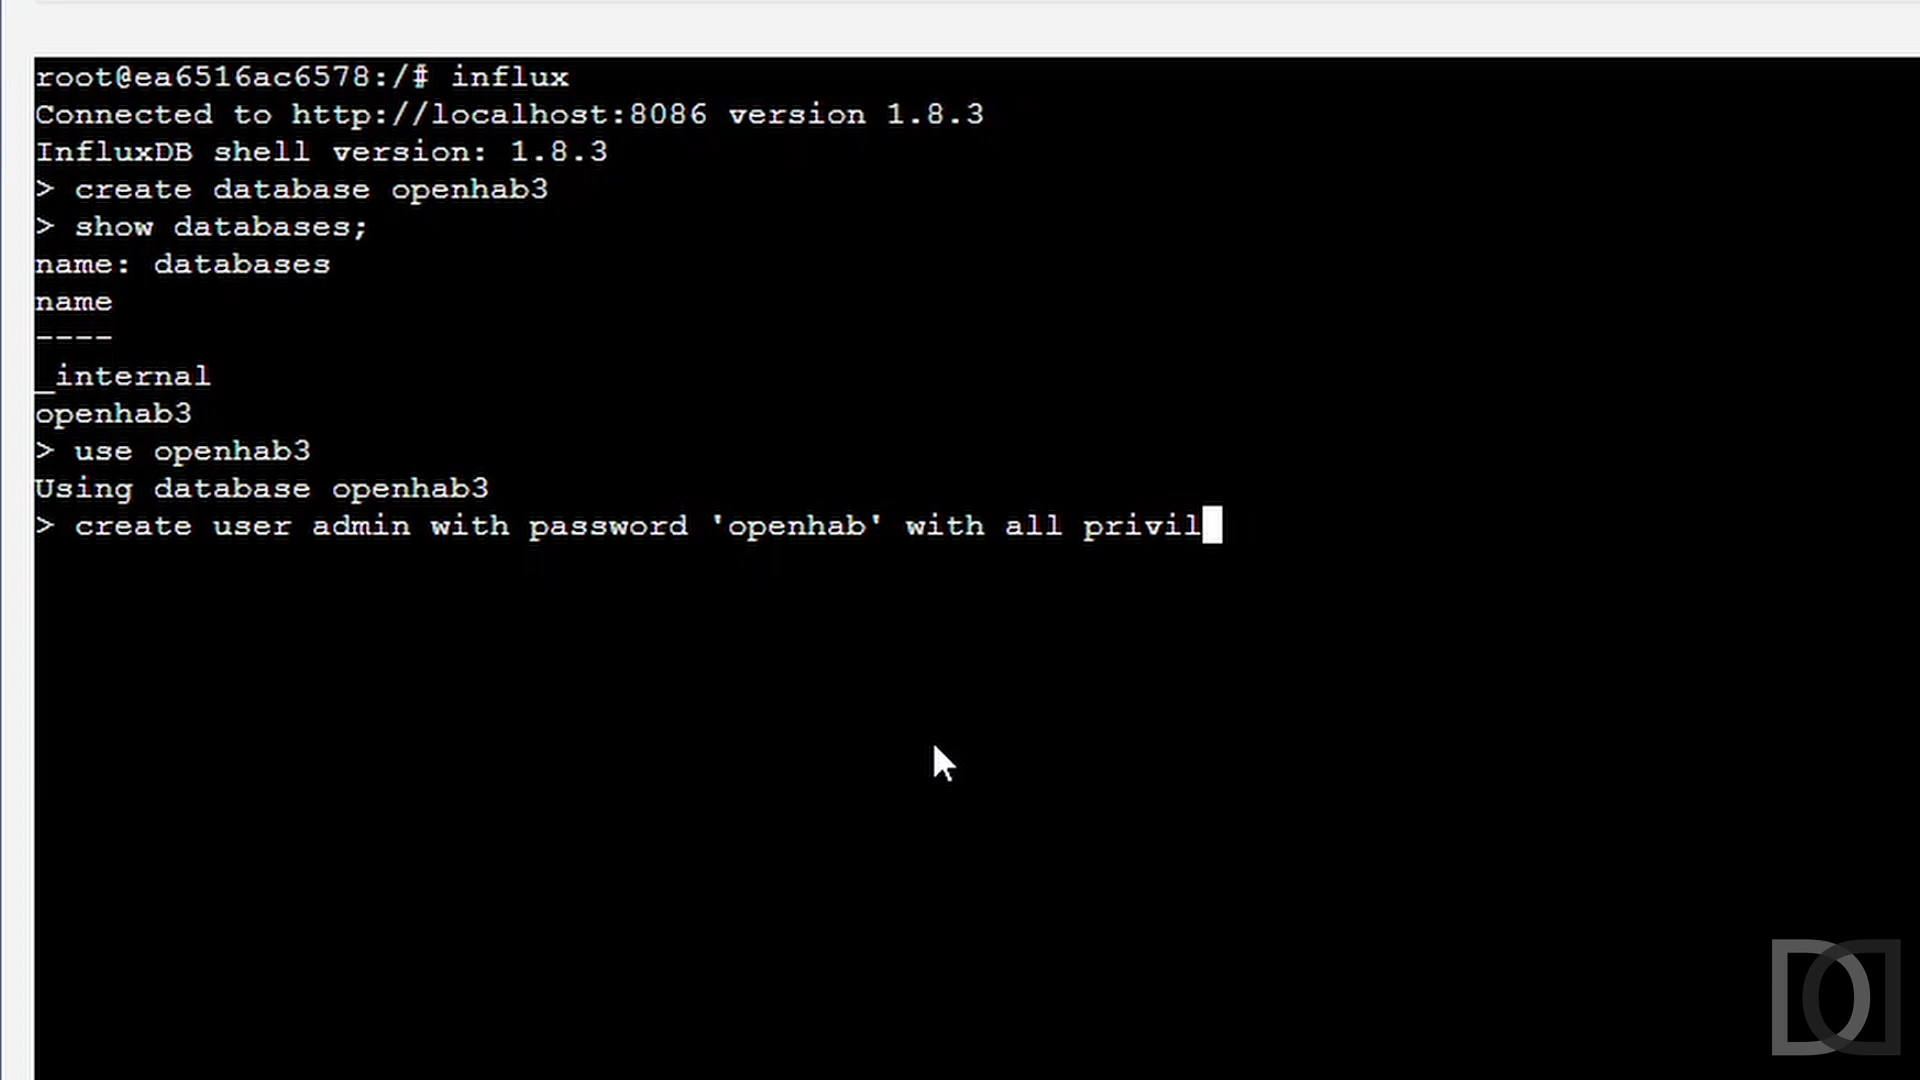 root@ea6516ac6578:/# influx
Connected to http://localhost:8086 version 1.8.3
InfluxDB shell version: 1.8.3
> create database openhab3
> show databases;
name: databases
name
----
_internal
openhab3
> use openhab3
Using database openhab3
> create user admin with password 'openhab' with all privil